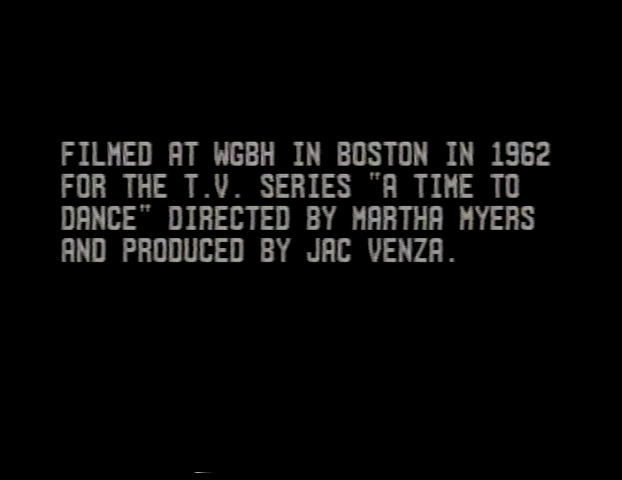 FILMED AT WGBH IN BOSTON IN 1962
FOR THE T.V. SERIES "A TIME TO
DANCE" DIRECTED BY MARTHA MYERS
AND PRODUCED BY JAC VENZA.